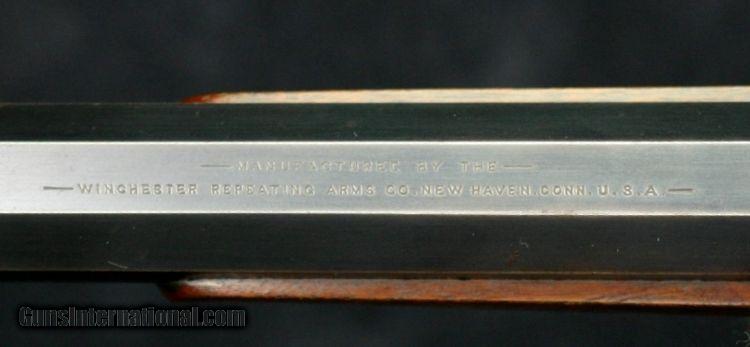 — MANUFACTURED BY THE —
— WINCHESTER REPEATING ARMS CO. NEW HAVEN. CONN. U.S.A. —
GunsInternational.com